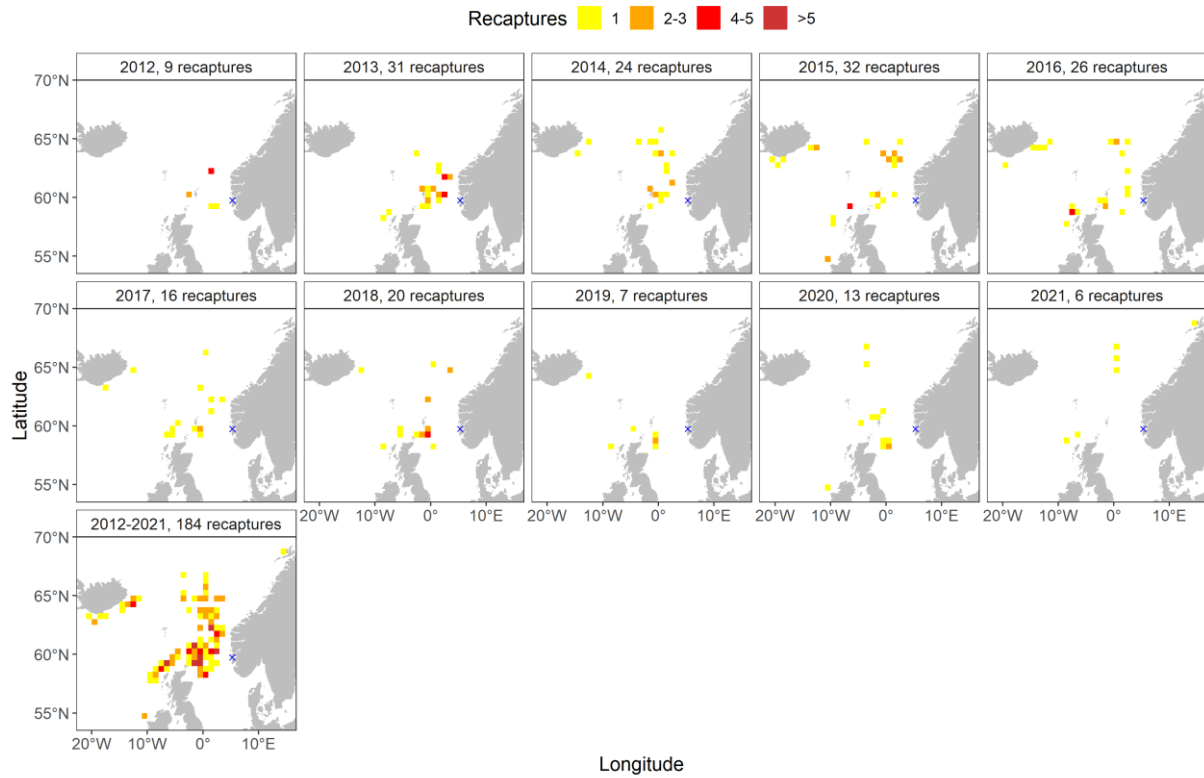 Recaptures 1 2-3 4-5 >5
2012, 9 recaptures 2013, 31 recaptures 2014, 24 recaptures 2015, 32 recaptures 2016, 26 recaptures
70°N
65°N
60°N
55°N
2017, 16 recaptures 2018, 20 recaptures 2019, 7 recaptures 2020, 13 recaptures 2021, 6 recaptures
70°N
65°N
60°N
55°N
20°W 10°W 0° 10°E 20°W 10°W 0° 10°E 20°W 10°W 0° 10°E 20°W 10°W 0° 10°E
2012-2021, 184 recaptures
70°N
65°N
60°N
55°N
20°W 10°W 0° 10°E
Latitude
Longitude